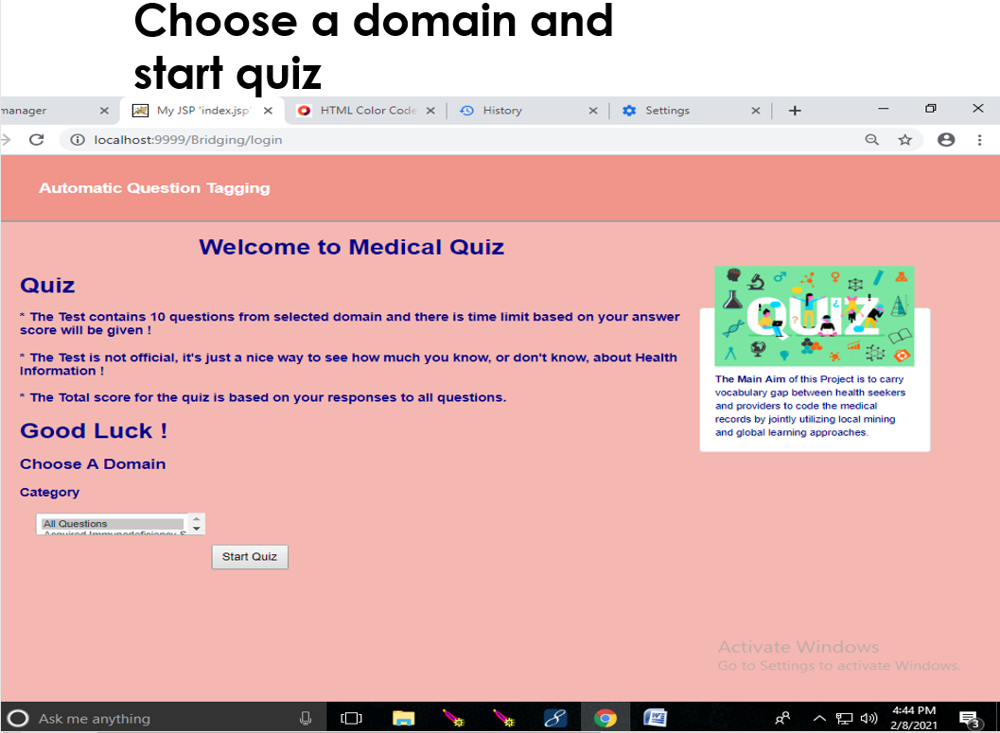 Choose a domain and
start quiz
manager
My JSP 'index.jsp'
HTML Color Code
History
Settings
localhost:9999/Bridging/login
Automatic Question Tagging
Welcome to Medical Quiz
Quiz
* The Test contains 10 questions from selected domain and there is time limit based on your answer
score will be given !
* The Test is not official, it's just a nice way to see how much you know, or don't know, about Health
Information !
* The Total score for the quiz is based on your responses to all questions.
Good Luck !
Choose A Domain
Category
All Questions
Acquired Immunodeficiency S
Start Quiz
QUIZ
The Main Aim of this Project is to carry
vocabulary gap between health seekers
and providers to code the medical
records by jointly utilizing local mining
and global learning approaches.
Activate Windows
Go to Settings to activate Windows.
Ask me anything
4:44 PM
2/8/2021
3